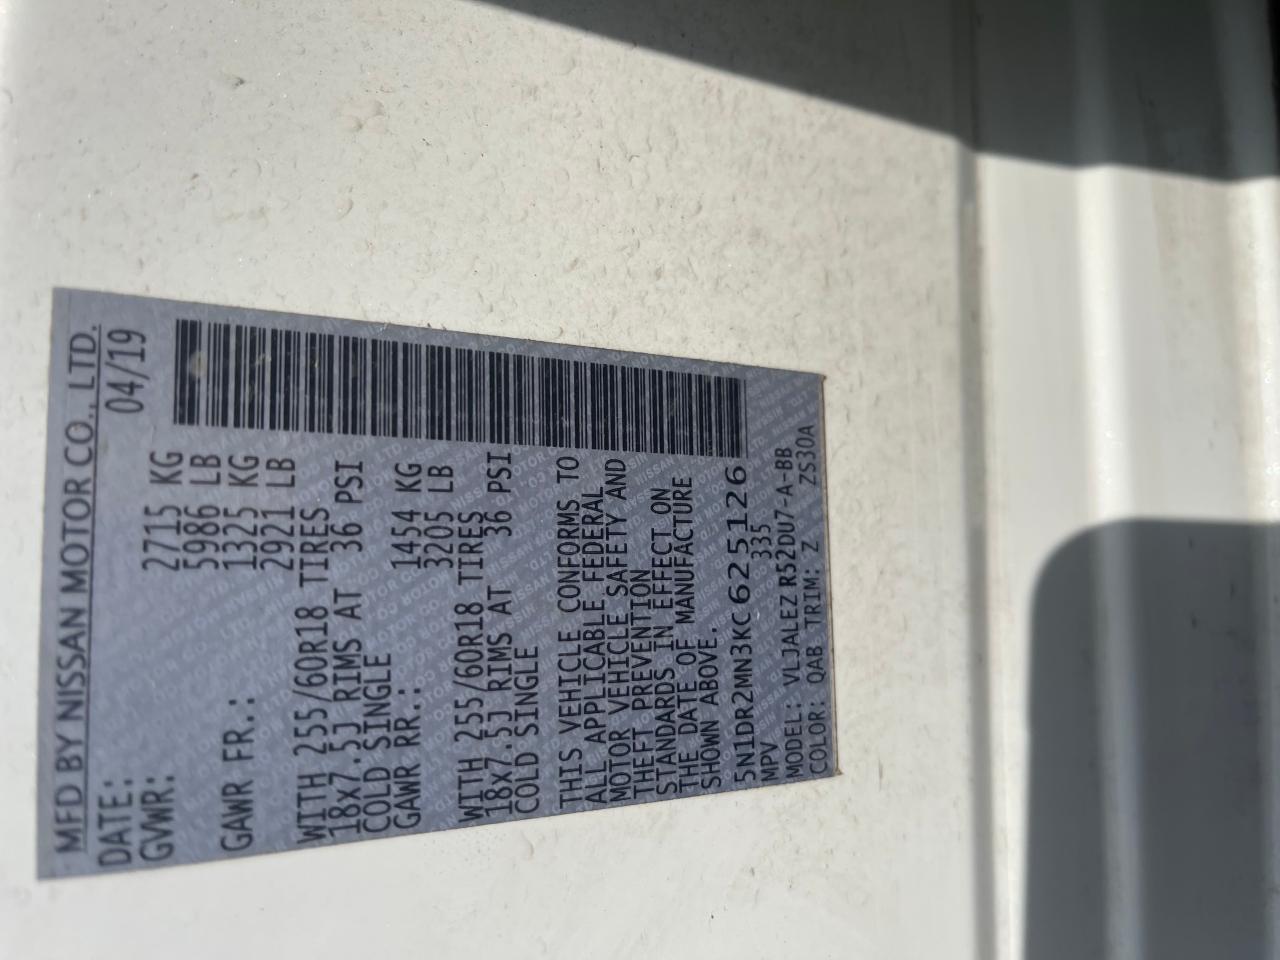 MFD BY NISSAN MOTOR CO., LTD.
DATE: 04/19
GVWR: 2715 KG
5986 LB
GAWR FR.: 1325 KG
2921 LB
WITH 255/60R18 TIRES
18x7.5J RIMS AT 36 PSI
COLD SINGLE
GAWR RR.: 1454 KG
3205 LB
WITH 255/60R18 TIRES
18x7.5J RIMS AT 36 PSI
COLD SINGLE
THIS VEHICLE CONFORMS TO
ALL APPLICABLE FEDERAL
MOTOR VEHICLE SAFETY AND
THEFT PREVENTION
STANDARDS IN EFFECT ON
THE DATE OF MANUFACTURE
SHOWN ABOVE.
5N1DR2MN3KC625126
MPV 335
MODEL: VLJALEZ R52DU7-A-BB
COLOR: QAB TRIM: Z ZS30A